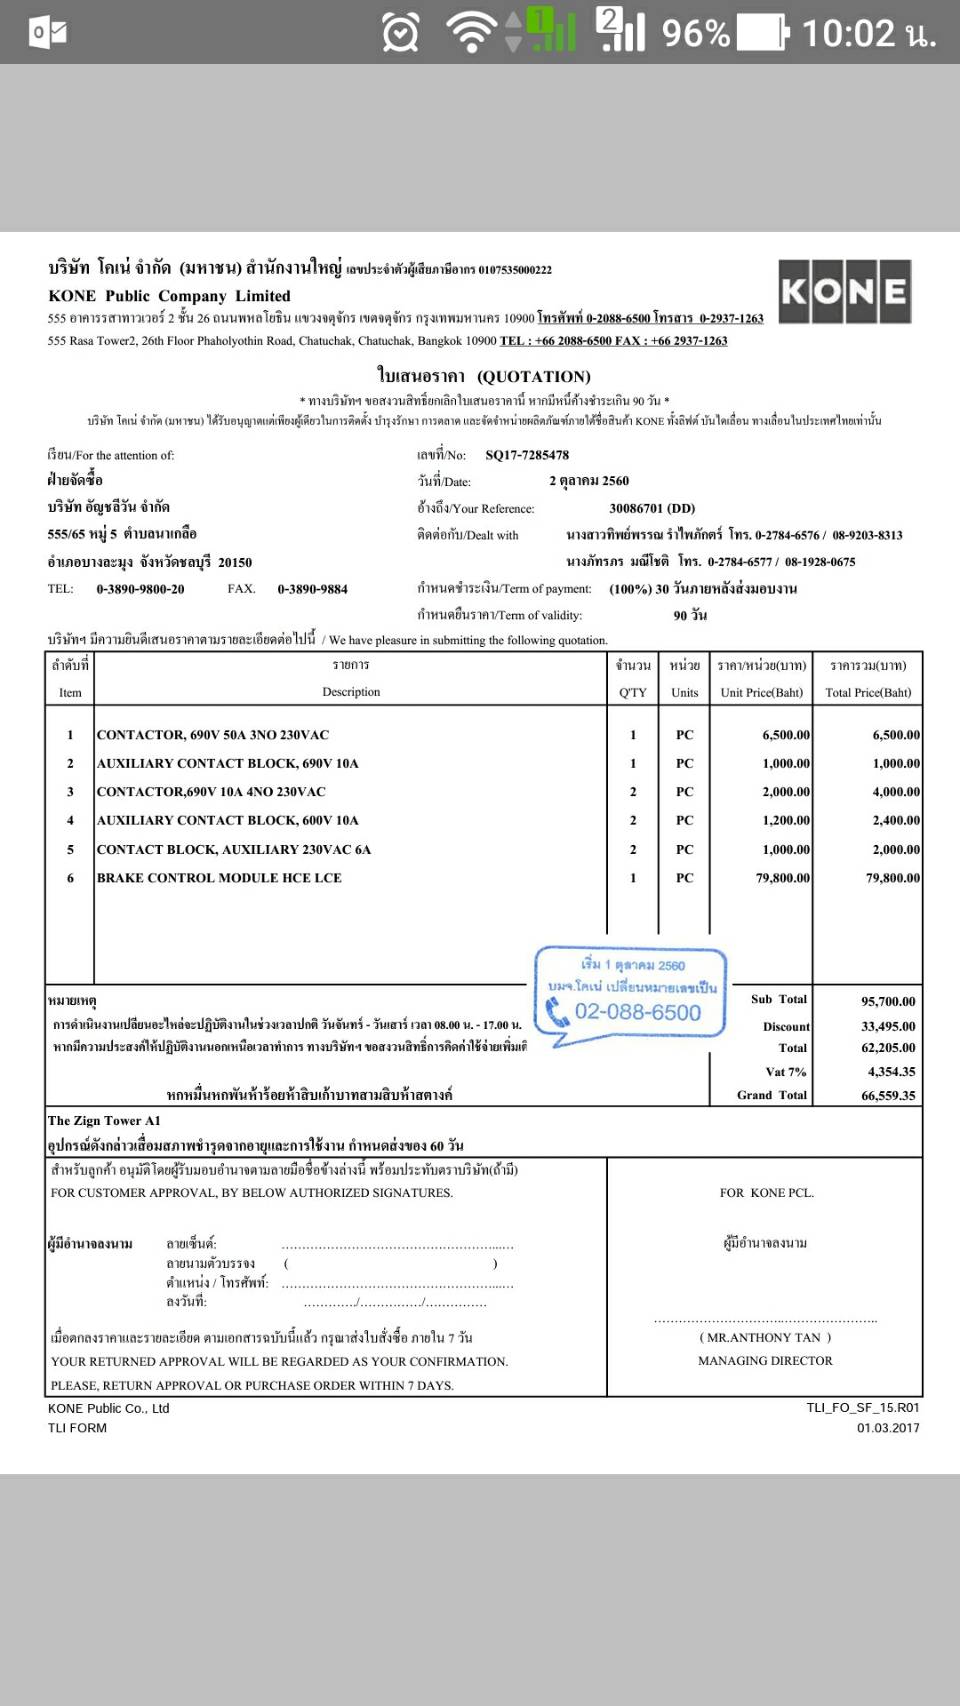 1 2 96% 10:02 น.
บริษัท โคเน่ จำกัด (มหาชน) สำนักงานใหญ่ เลขประจำตัวผู้เสียภาษีอากร 0107535000222
KONE
KONE Public Company Limited
555 อาคารรสาทาวเวอร์ 2 ชั้น 26 ถนนพหลโยธิน แขวงจตุจักร เขตจตุจักร กรุงเทพมหานคร 10900 โทรศัพท์ 0-2088-6500 โทรสาร 0-2937-1263
555 Rasa Tower2, 26th Floor Phaholyothin Road, Chatuchak, Chatuchak, Bangkok 10900 TEL : +66 2088-6500 FAX : +66 2937-1263
ใบเสนอราคา (QUOTATION)
* ทางบริษัทฯ ขอสงวนสิทธิ์ยกเลิกใบเสนอราคานี้ หากมีหนี้ค้างชำระเกิน 90 วัน *
บริษัท โคเน่ จำกัด (มหาชน) ได้รับอนุญาตแต่เพียงผู้เดียวในการติดตั้ง บำรุงรักษา การตลาด และจัดจำหน่ายผลิตภัณฑ์ภายใต้ชื่อสินค้า KONE ทั้งลิฟต์ บันไดเลื่อน ทางเลื่อนในประเทศไทยเท่านั้น
เรียน/For the attention of: เลขที่/No: SQ17-7285478
ฝ่ายจัดซื้อ วันที่/Date: 2 ตุลาคม 2560
บริษัท อัญชลีวัน จำกัด อ้างถึง/Your Reference: 30086701 (DD)
555/65 หมู่ 5 ตำบลนาเกลือ ติดต่อกับ/Dealt with นางสาวทิพย์พรรณ รำไพภักตร์ โทร. 0-2784-6576 / 08-9203-8313
อำเภอบางละมุง จังหวัดชลบุรี 20150 นางภัทรภร มณีโชติ โทร. 0-2784-6577 / 08-1928-0675
TEL: 0-3890-9800-20 FAX. 0-3890-9884 กำหนดชำระเงิน/Term of payment: (100%) 30 วันภายหลังส่งมอบงาน
กำหนดยืนราคา/Term of validity: 90 วัน
บริษัทฯ มีความยินดีเสนอราคาตามรายละเอียดต่อไปนี้ / We have pleasure in submitting the following quotation.
ลำดับที่ รายการ จำนวน หน่วย ราคา/หน่วย(บาท) ราคารวม(บาท)
Item Description Q'TY Units Unit Price(Baht) Total Price(Baht)
1 CONTACTOR, 690V 50A 3NO 230VAC 1 PC 6,500.00 6,500.00
2 AUXILIARY CONTACT BLOCK, 690V 10A 1 PC 1,000.00 1,000.00
3 CONTACTOR,690V 10A 4NO 230VAC 2 PC 2,000.00 4,000.00
4 AUXILIARY CONTACT BLOCK, 600V 10A 2 PC 1,200.00 2,400.00
5 CONTACT BLOCK, AUXILIARY 230VAC 6A 2 PC 1,000.00 2,000.00
6 BRAKE CONTROL MODULE HCE LCE 1 PC 79,800.00 79,800.00
เริ่ม 1 ตุลาคม 2560
บมจ.โคเน่ เปลี่ยนหมายเลขเป็น
02-088-6500
หมายเหตุ Sub Total 95,700.00
การดำเนินงานเปลี่ยนอะไหล่จะปฏิบัติงานในช่วงเวลาปกติ วันจันทร์ - วันเสาร์ เวลา 08.00 น. - 17.00 น. Discount 33,495.00
หากมีความประสงค์ให้ปฏิบัติงานนอกเหนือเวลาทำการ ทางบริษัทฯ ขอสงวนสิทธิ์การคิดค่าใช้จ่ายเพิ่มเติ Total 62,205.00
Vat 7% 4,354.35
หกหมื่นหกพันห้าร้อยห้าสิบเก้าบาทสามสิบห้าสตางค์ Grand Total 66,559.35
The Zign Tower A1
อุปกรณ์ดังกล่าวเสื่อมสภาพชำรุดจากอายุและการใช้งาน กำหนดส่งของ 60 วัน
สำหรับลูกค้า อนุมัติโดยผู้รับมอบอำนาจตามลายมือชื่อข้างล่างนี้ พร้อมประทับตราบริษัท(ถ้ามี)
FOR CUSTOMER APPROVAL, BY BELOW AUTHORIZED SIGNATURES. FOR KONE PCL.
ผู้มีอำนาจลงนาม ลายเซ็นต์: ผู้มีอำนาจลงนาม
ลายนามตัวบรรจง ( )
ตำแหน่ง / โทรศัพท์:
ลงวันที่: ............/............../..............
เมื่อตกลงราคาและรายละเอียด ตามเอกสารฉบับนี้แล้ว กรุณาส่งใบสั่งซื้อ ภายใน 7 วัน ( MR.ANTHONY TAN )
YOUR RETURNED APPROVAL WILL BE REGARDED AS YOUR CONFIRMATION. MANAGING DIRECTOR
PLEASE, RETURN APPROVAL OR PURCHASE ORDER WITHIN 7 DAYS.
KONE Public Co., Ltd TLI_FO_SF_15.R01
TLI FORM 01.03.2017